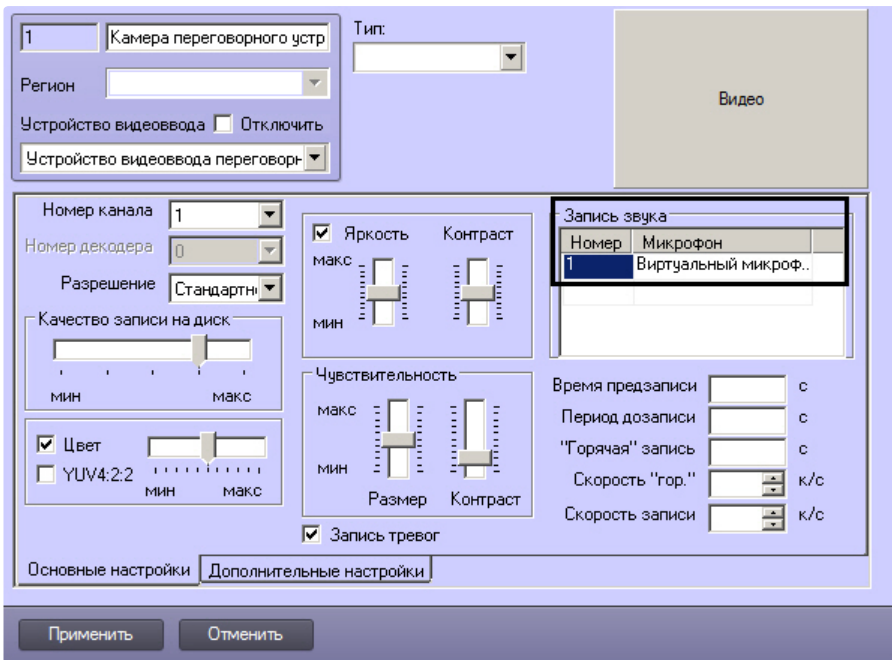 1
Камера переговорного устр
Тип:
Регион
Устройство видеоввода
Отключить
Устройство видеоввода переговорн
Видео
Номер канала
1
Номер декодера
0
Разрешение
Стандартн
Качество записи на диск
мин
макс
Цвет
YUV4:2:2
мин
макс
Яркость
Контраст
макс
мин
Чувствительность
макс
мин
Размер
Контраст
Запись тревог
Запись звука
Номер
Микрофон
1
Виртуальный микроф..
Время предзаписи
с
Период дозаписи
с
"Горячая" запись
с
Скорость "гор."
к/с
Скорость записи
к/с
Основные настройки
Дополнительные настройки
Применить
Отменить